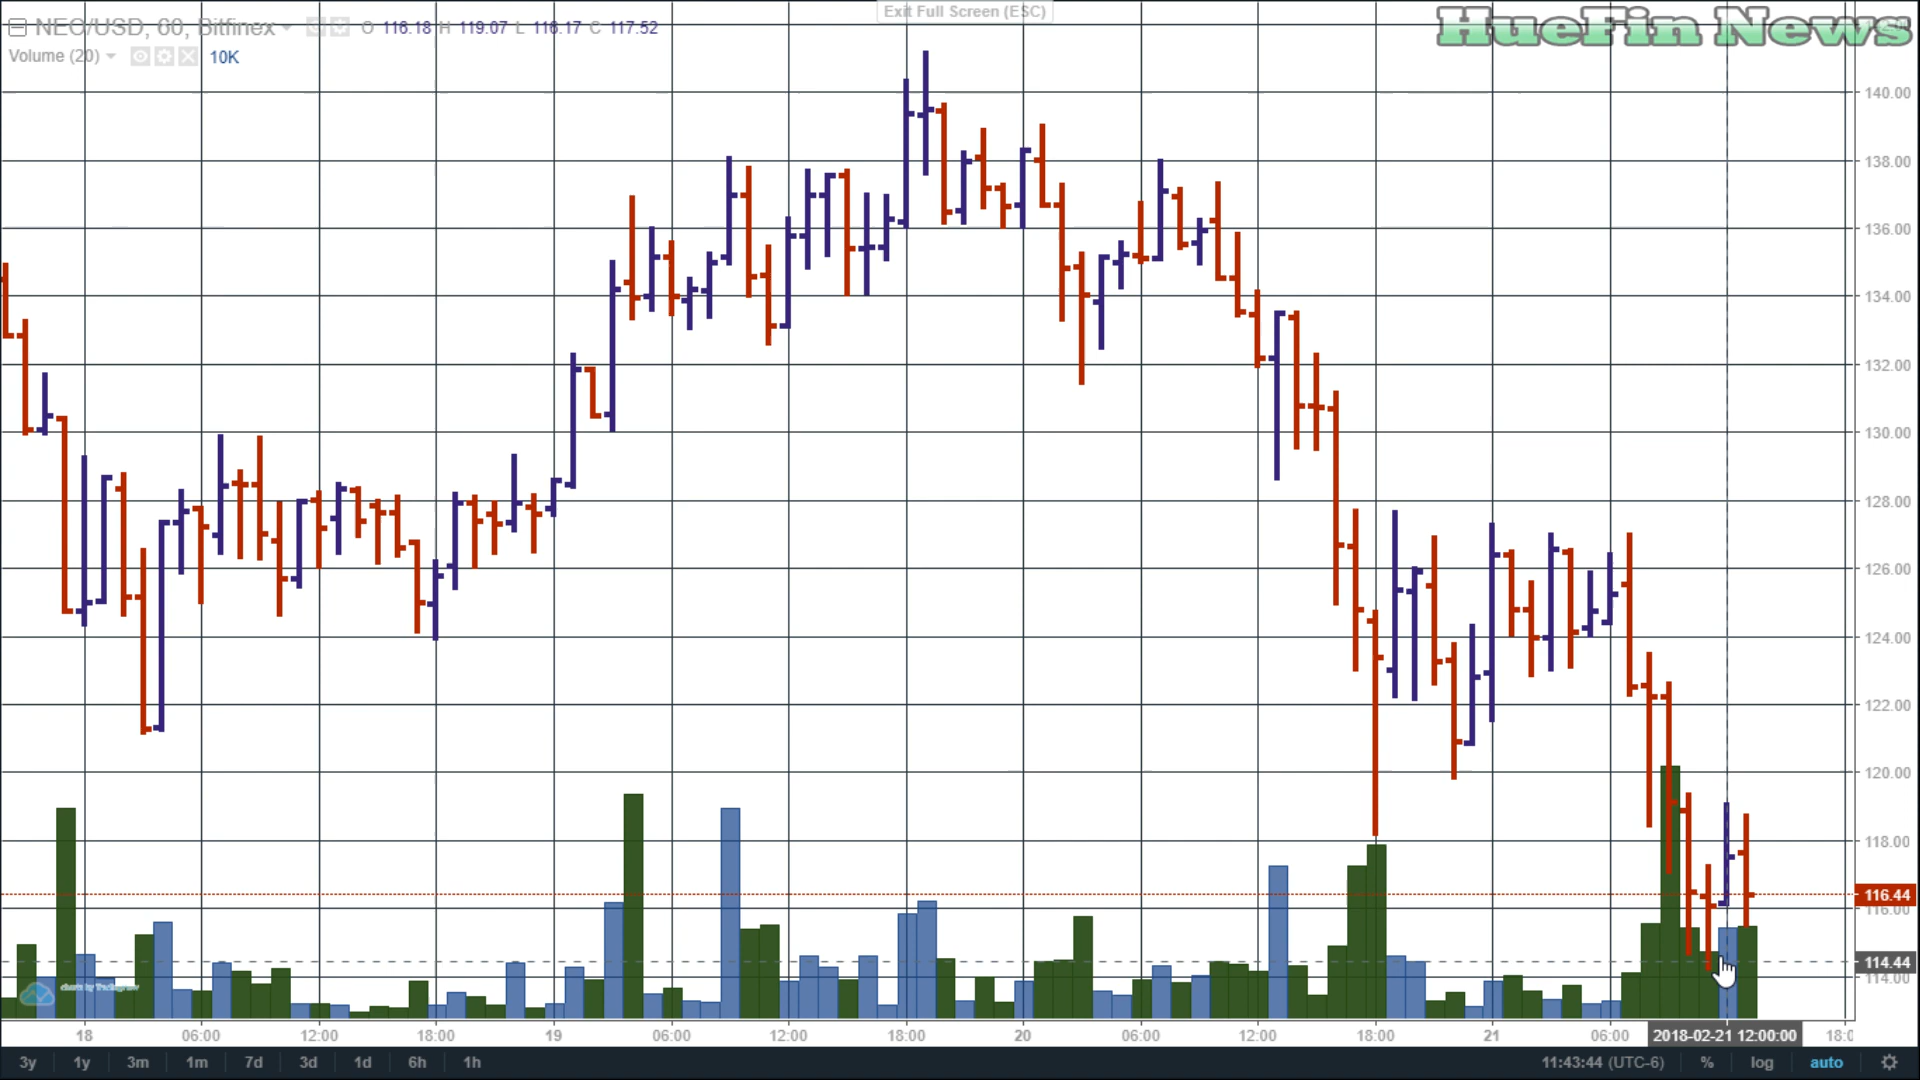 Exit Full Screen (ESC)
HueFin News
NEO/USD, 60, Bitfinex O 116.18 H 119.07 L 116.17 C 117.52
Volume (20) 10K
140.00
138.00
136.00
134.00
132.00
130.00
128.00
126.00
124.00
122.00
120.00
118.00
116.44
116.00
114.44
114.00
charts by TradingView
18 06:00 12:00 18:00 19 06:00 12:00 18:00 20 06:00 12:00 18:00 21 06:00 2018-02-21 12:00:00 18:0
3y 1y 3m 1m 7d 3d 1d 6h 1h 11:43:44 (UTC-6) % log auto